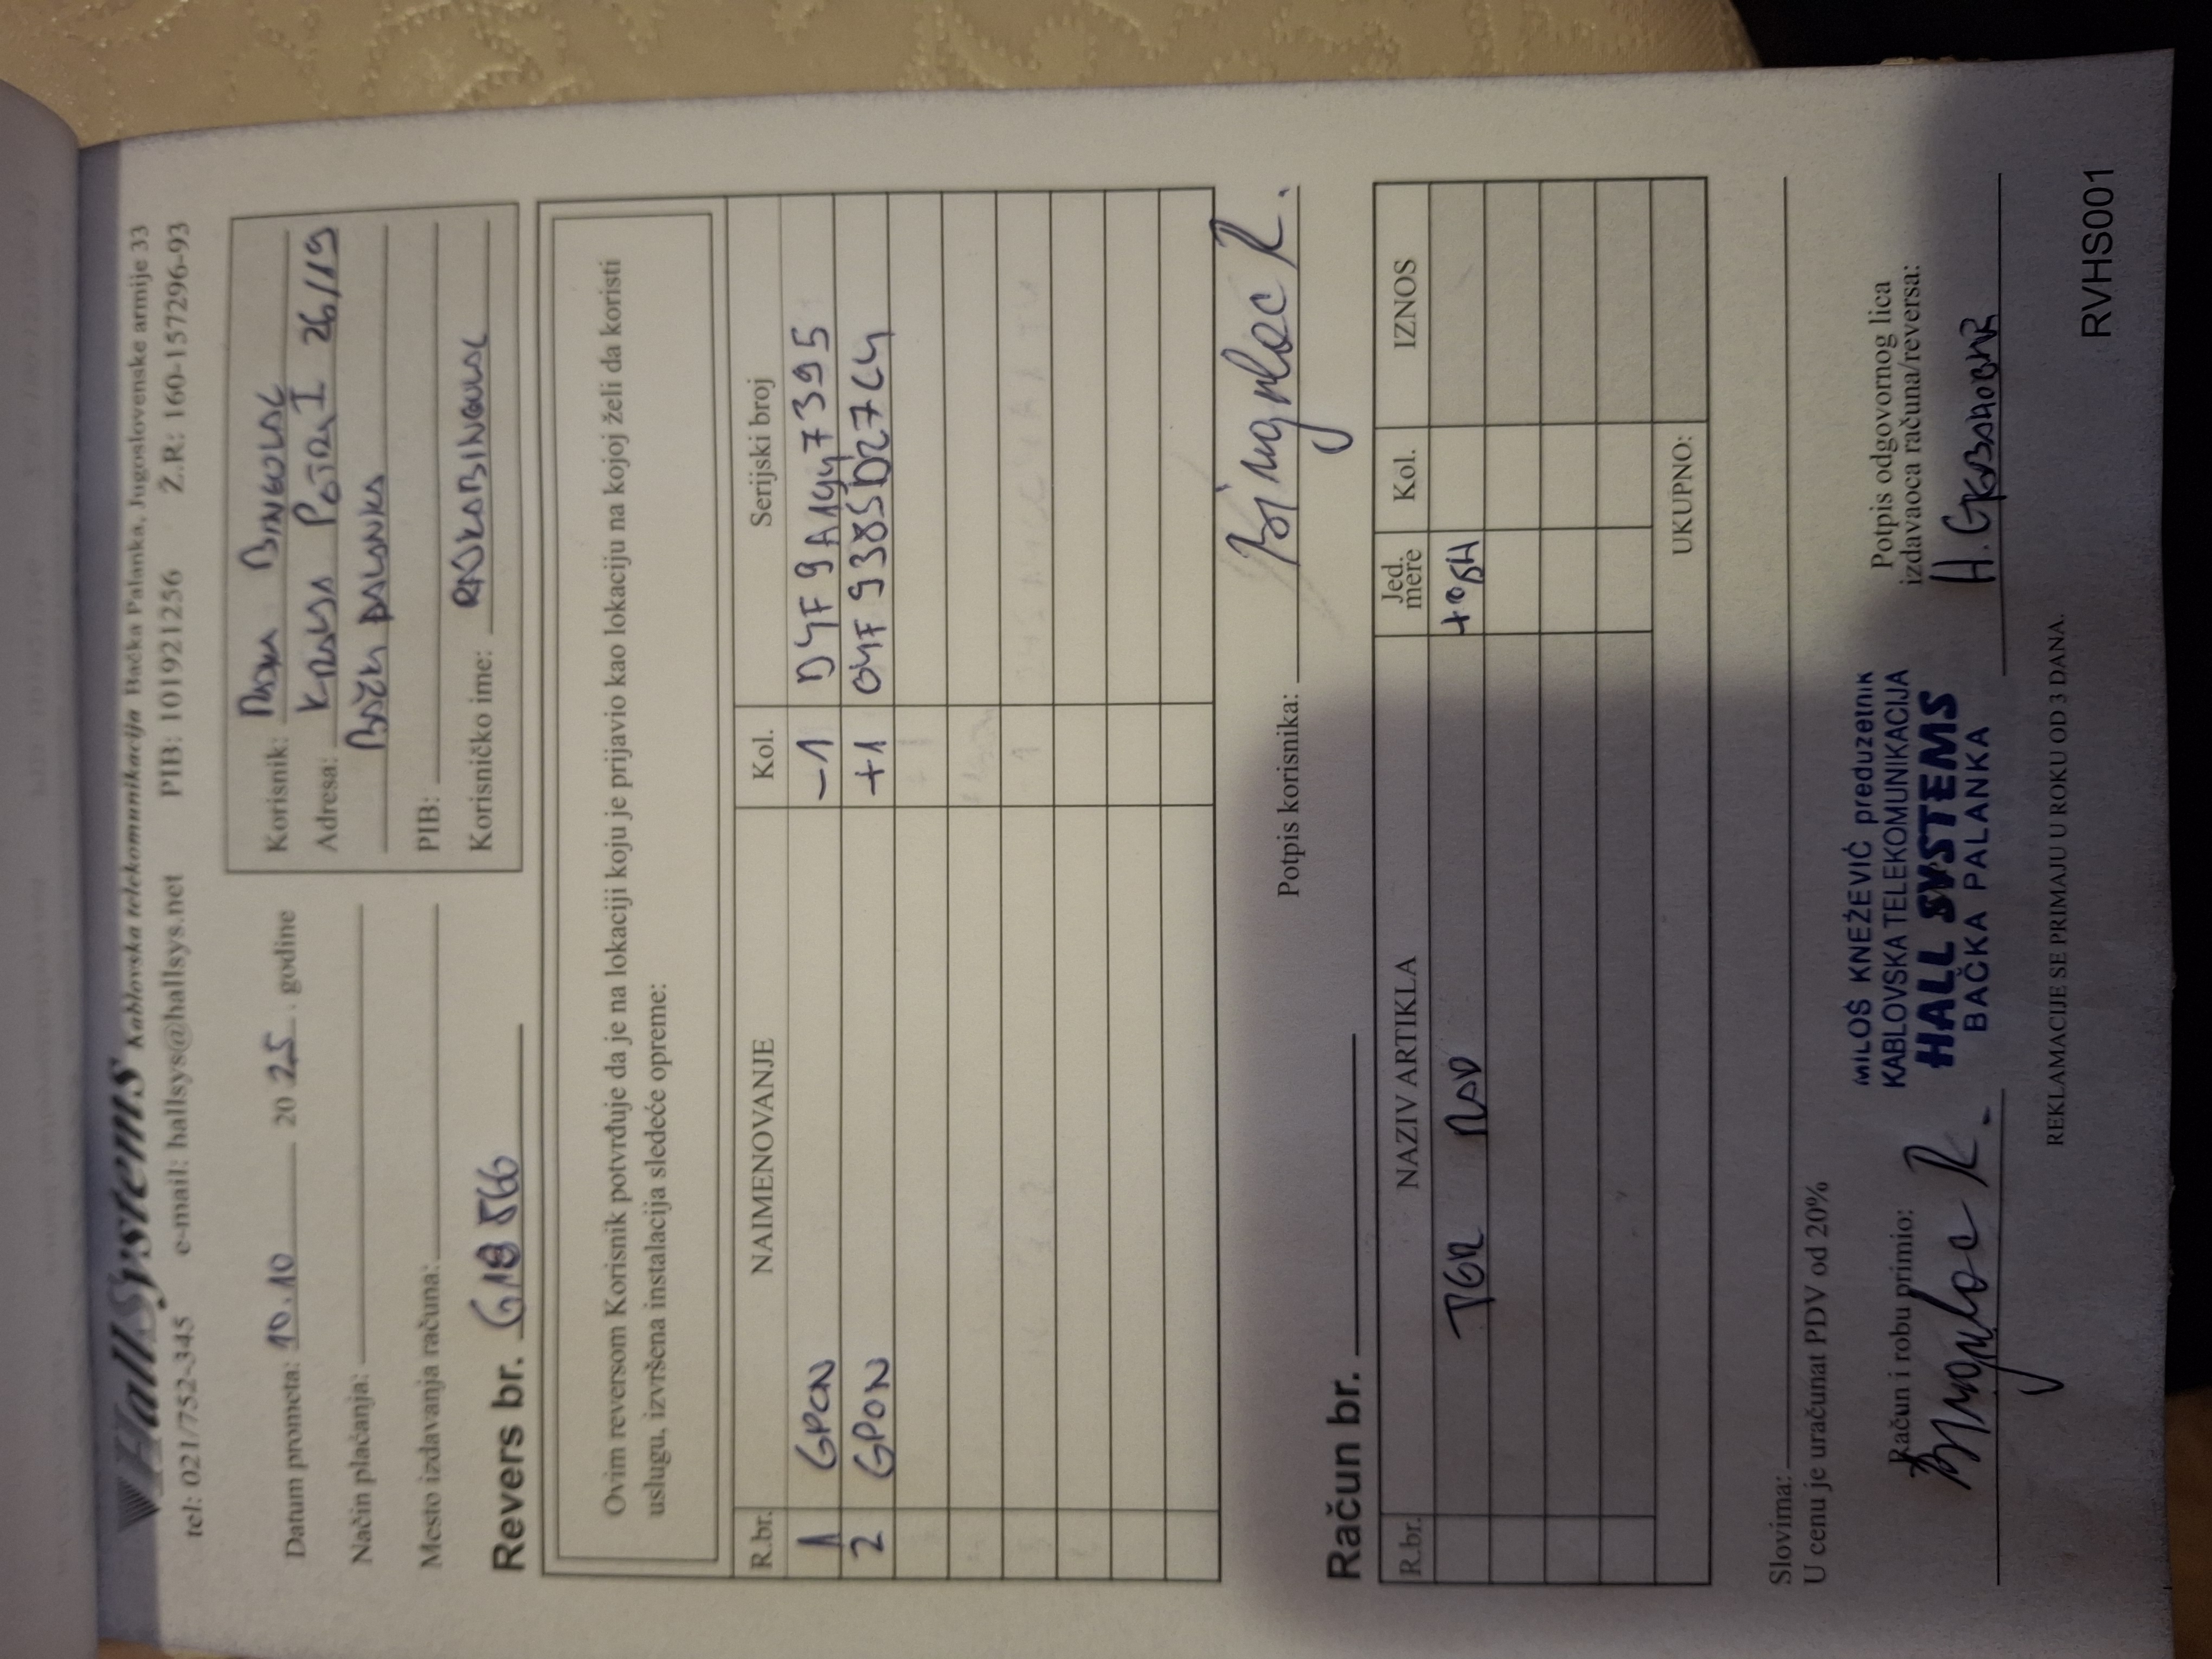 HallSystems Kablovska telekomunikacija Bačka Palanka, Jugoslovenske armije 33
tel: 021/752-345 e-mail: hallsys@hallsys.net PIB: 101921256 Ž.R: 160-157296-93
Datum prometa: 10.10 20 25. godine
Način plaćanja:
Mesto izdavanja računa:
Korisnik:
Adresa: I 26/19
PIB:
Korisničko ime:
Revers br.
Ovim reversom Korisnik potvrđuje da je na lokaciji koju je prijavio kao lokaciju na kojoj želi da koristi
uslugu, izvršena instalacija sledeće opreme:
R.br. NAIMENOVANJE Kol. Serijski broj
1 GPON -1
2 GPON +1
Potpis korisnika:
Račun br.
R.br. NAZIV ARTIKLA Jed. mere Kol. IZNOS
UKUPNO:
Slovima:
U cenu je uračunat PDV od 20%
Račun i robu primio:
MILOŠ KNEŽEVIĆ preduzetnik
KABLOVSKA TELEKOMUNIKACIJA
HALL SYSTEMS
BAČKA PALANKA
Potpis odgovornog lica
izdavaoca računa/reversa:
REKLAMACIJE SE PRIMAJU U ROKU OD 3 DANA.
RVHS001